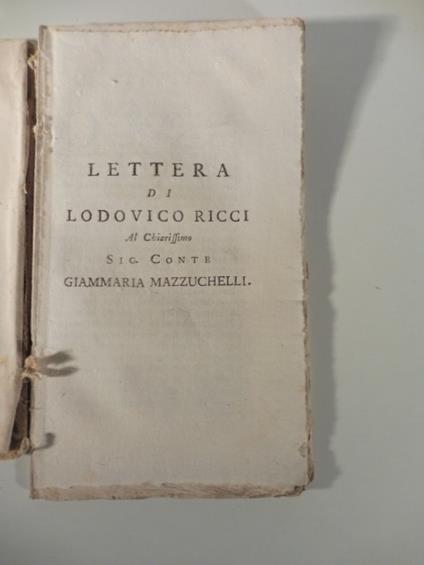 LETTERA
DI
LODOVICO RICCI
Al Chiariſſimo
SIG. CONTE
GIAMMARIA MAZZUCHELLI.